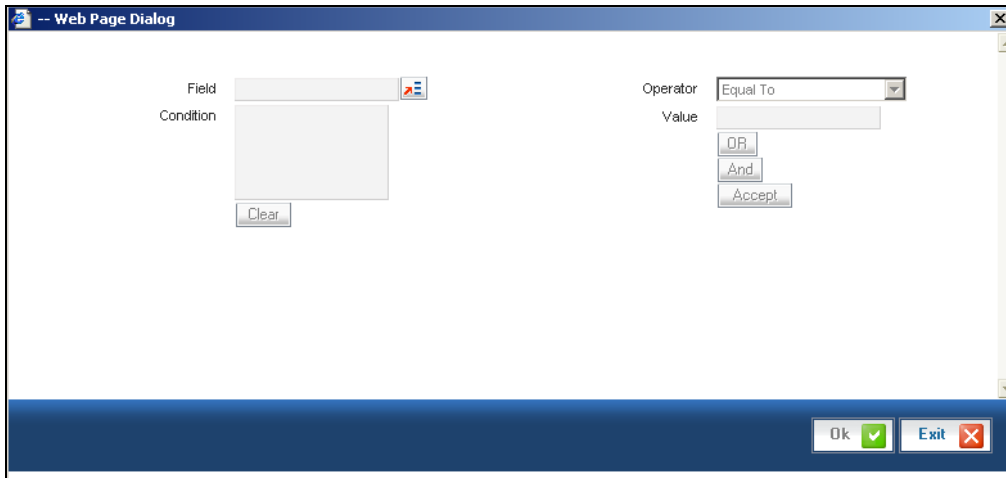 -- Web Page Dialog
Field
Operator
Equal To
Condition
Value
OR
And
Accept
Clear
Ok
Exit